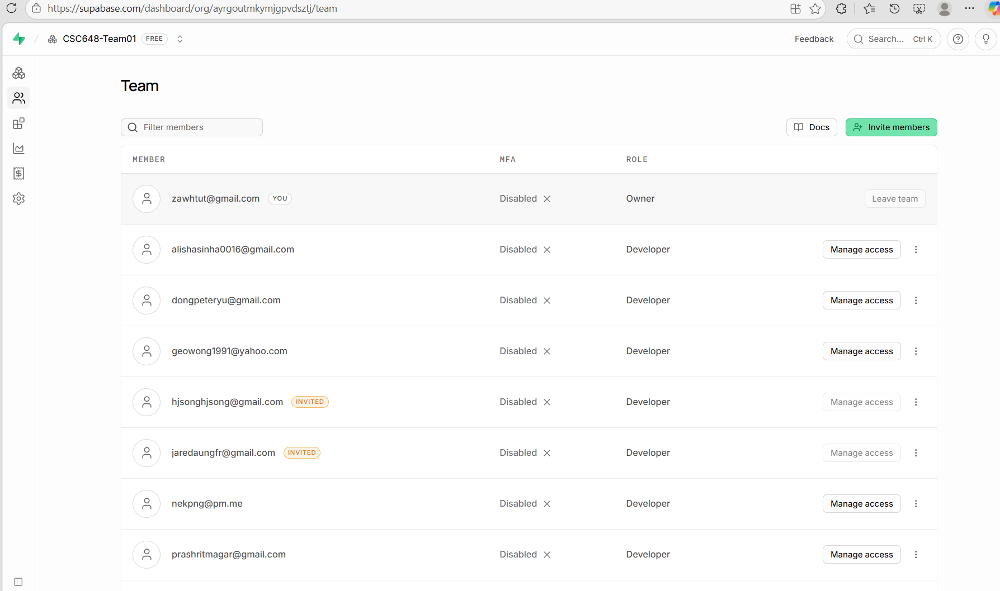 https://supabase.com/dashboard/org/ayrgoutmkymjgpvdsztj/team
CSC648-Team01 FREE Feedback Search... Ctrl K
Team
Filter members Docs Invite members
MEMBER MFA ROLE
zawhtut@gmail.com YOU Disabled Owner Leave team
alishasinha0016@gmail.com Disabled Developer Manage access
dongpeteryu@gmail.com Disabled Developer Manage access
geowong1991@yahoo.com Disabled Developer Manage access
hjsonghjsong@gmail.com INVITED Disabled Developer Manage access
jaredaungfr@gmail.com INVITED Disabled Developer Manage access
nekpng@pm.me Disabled Developer Manage access
prashritmagar@gmail.com Disabled Developer Manage access